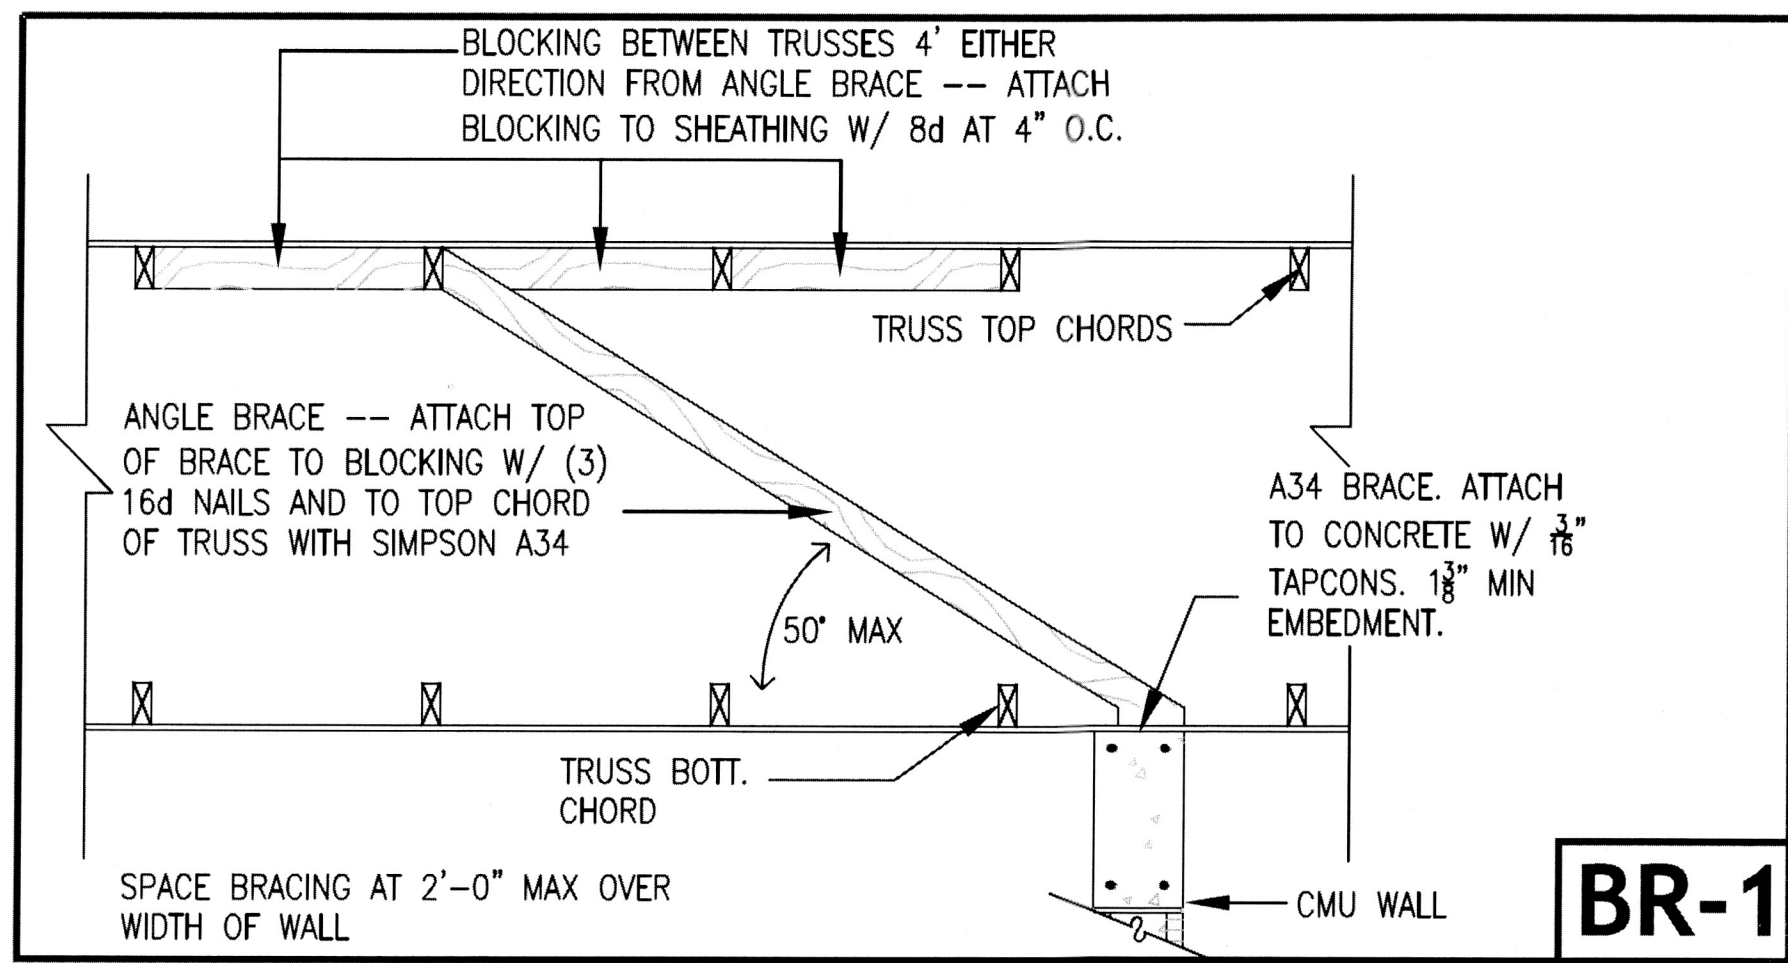 BLOCKING BETWEEN TRUSSES 4' EITHER
DIRECTION FROM ANGLE BRACE -- ATTACH
BLOCKING TO SHEATHING W/ 8d AT 4" O.C.
TRUSS TOP CHORDS
ANGLE BRACE -- ATTACH TOP
OF BRACE TO BLOCKING W/ (3)
16d NAILS AND TO TOP CHORD
OF TRUSS WITH SIMPSON A34
A34 BRACE. ATTACH
TO CONCRETE W/ 3/16"
TAPCONS. 1 3/8" MIN
EMBEDMENT.
50° MAX
TRUSS BOTT.
CHORD
SPACE BRACING AT 2'-0" MAX OVER
WIDTH OF WALL
CMU WALL
BR-1